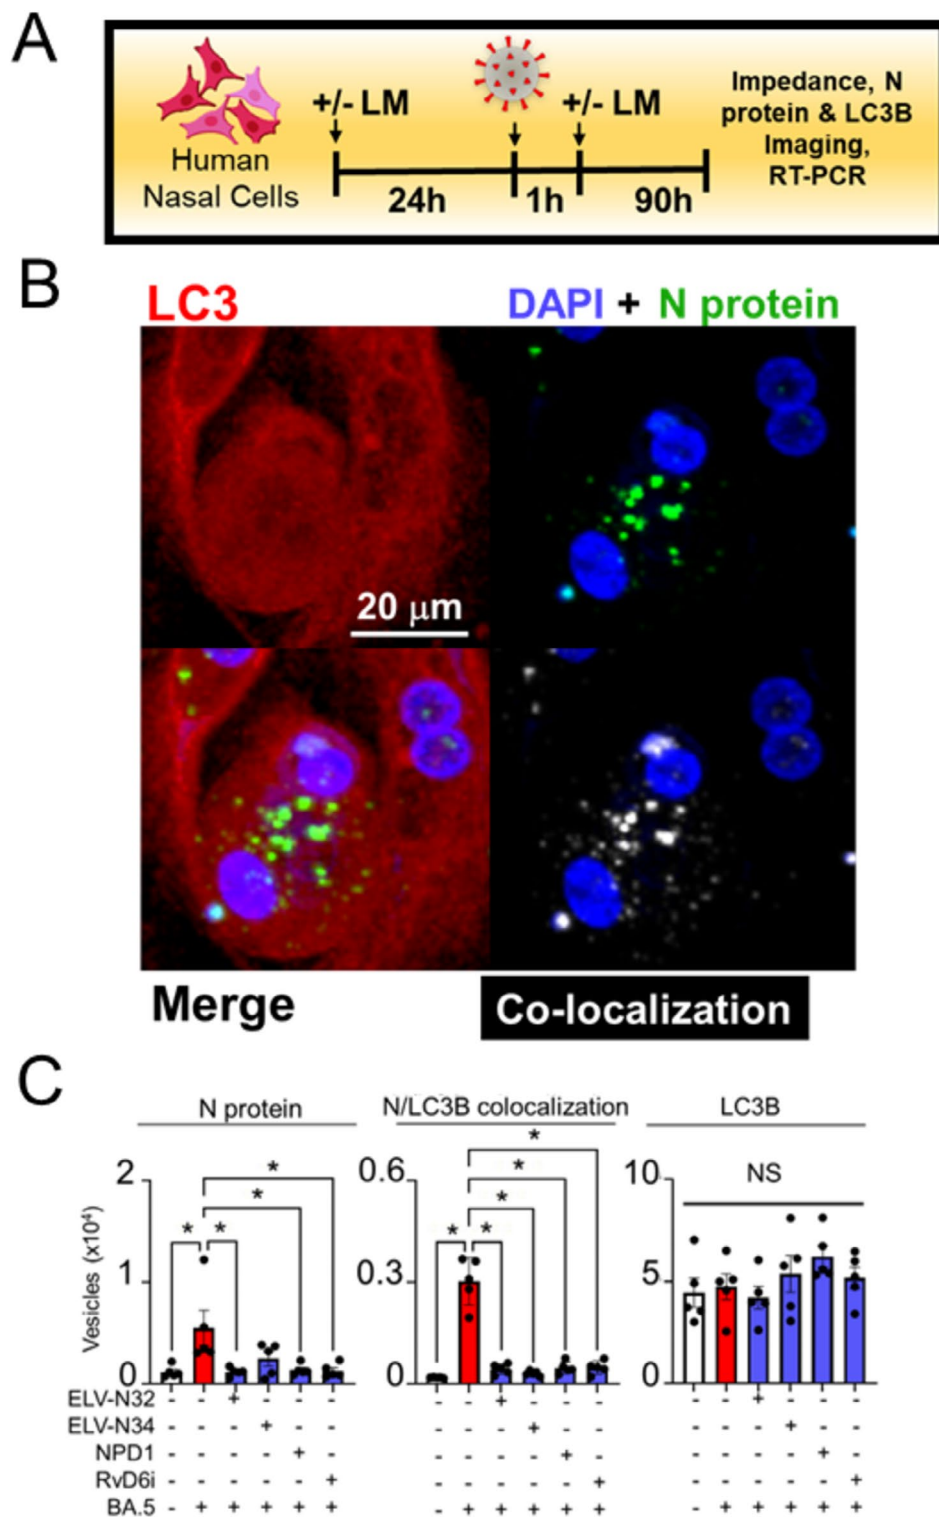 A
+/- LM
+/- LM
Human
Nasal Cells
24h
1h
90h
Impedance, N
protein & LC3B
Imaging,
RT-PCR
B
LC3
DAPI + N protein
20 μm
Merge
Co-localization
C
N protein
N/LC3B colocalization
LC3B
Vesicles (x10⁴)
2
1
0
* * * *
0.6
0.3
0
* * * * *
10
5
0
NS
ELV-N32 - - + - - - - - + - - - - - + - - -
ELV-N34 - - - + - - - - - + - - - - - + - -
NPD1 - - - - + - - - - - + - - - - - + -
RvD6i - - - - - + - - - - - + - - - - - +
BA.5 - + + + + + - + + + + + - + + + + +